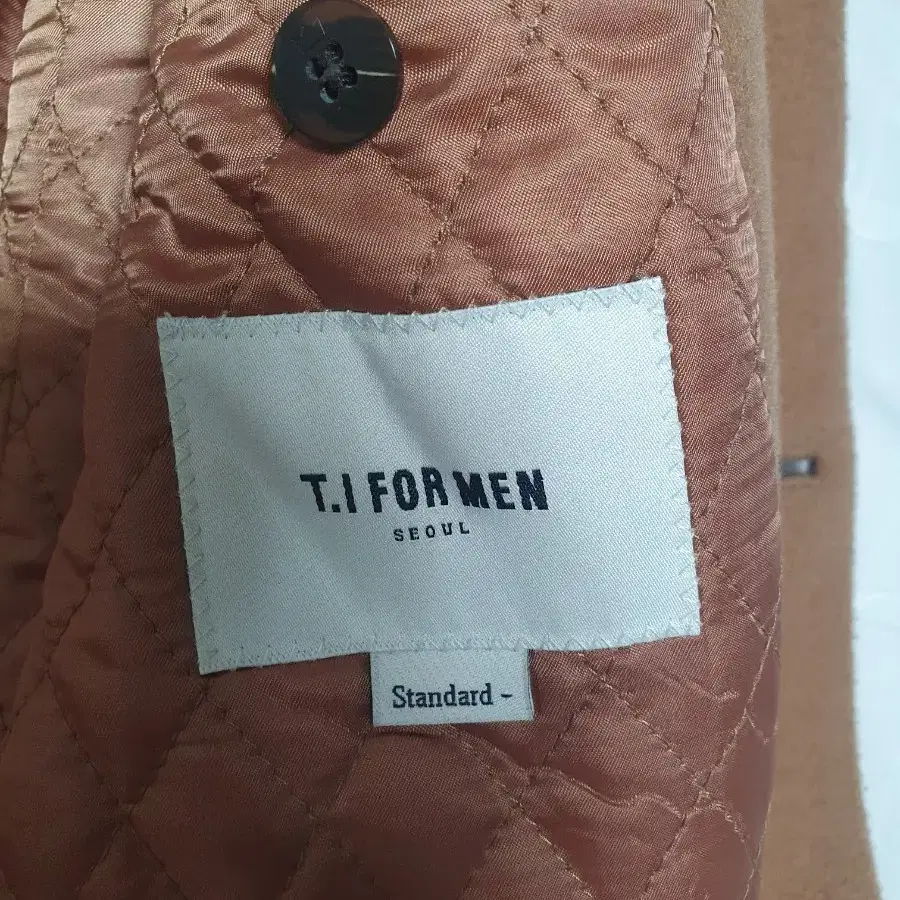 T.I FOR MEN
SEOUL
Standard -